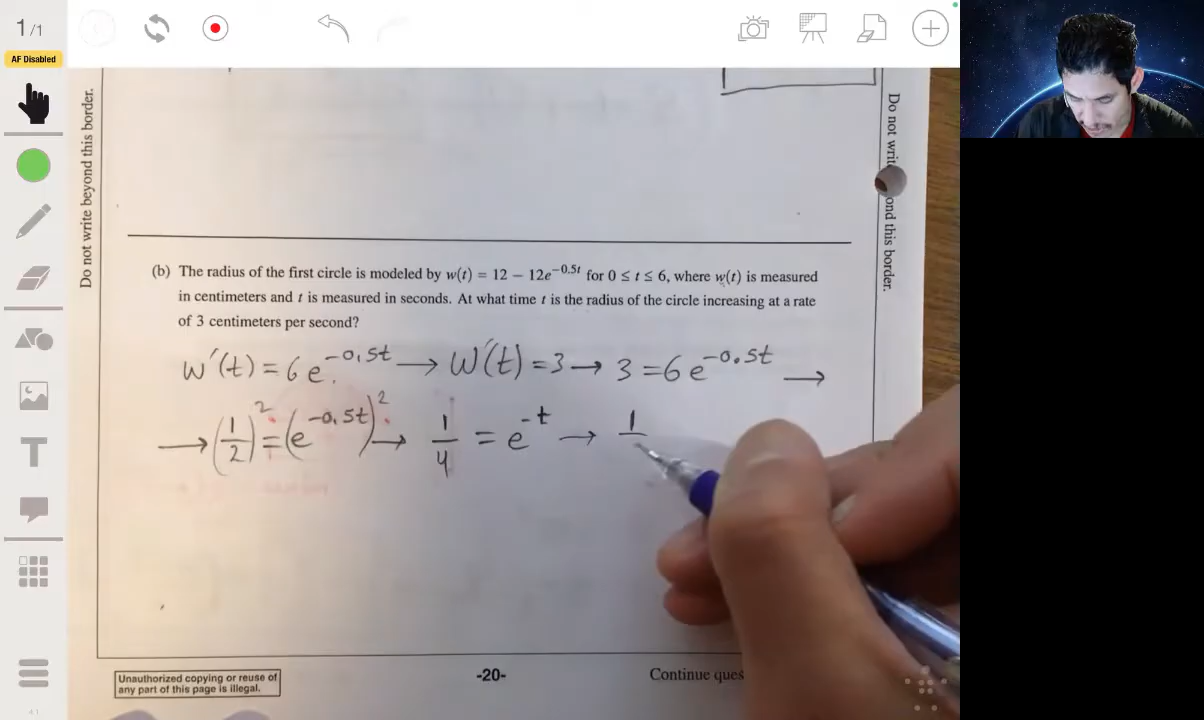 1/1
AF Disabled
T
Do not write beyond this border.
(b) The radius of the first circle is modeled by w(t) = 12 − 12e^−0.5t for 0 ≤ t ≤ 6, where w(t) is measured
in centimeters and t is measured in seconds. At what time t is the radius of the circle increasing at a rate
of 3 centimeters per second?
w'(t) = 6e^−0.5t → w'(t) = 3 → 3 = 6e^−0.5t →
→ (1/2)^2 = (e^−0.5t)^2 → 1/4 = e^−t → 1
Unauthorized copying or reuse of
any part of this page is illegal.
-20-
Continue ques
Do not writ
ond this border.